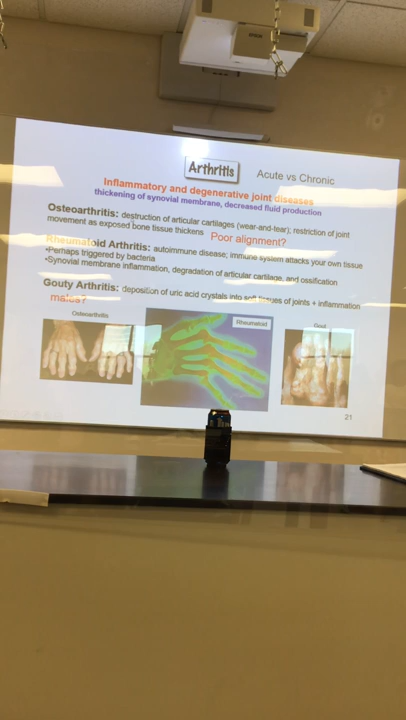 Arthritis
Acute vs Chronic
Inflammatory and degenerative joint diseases
thickening of synovial membrane, decreased fluid production
Osteoarthritis: destruction of articular cartilages (wear-and-tear); restriction of joint
movement as exposed bone tissue thickens Poor alignment?
Rheumatoid Arthritis: autoimmune disease; immune system attacks your own tissue
•Perhaps triggered by bacteria
•Synovial membrane inflammation, degradation of articular cartilage, and ossification
Gouty Arthritis: deposition of uric acid crystals into soft tissues of joints + inflammation
males?
Osteoarthritis
Rheumatoid
Gout
21